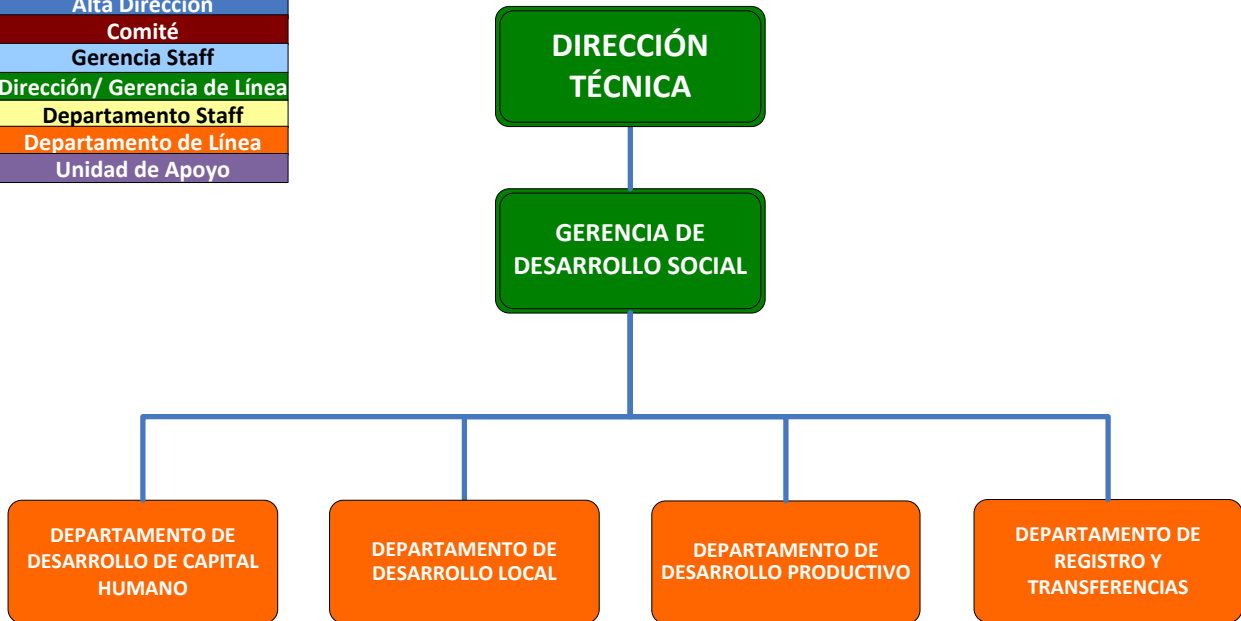 Alta Dirección
Comité
Gerencia Staff
Dirección/ Gerencia de Línea
Departamento Staff
Departamento de Línea
Unidad de Apoyo
DIRECCIÓN
TÉCNICA
GERENCIA DE
DESARROLLO SOCIAL
DEPARTAMENTO DE
DESARROLLO DE CAPITAL
HUMANO
DEPARTAMENTO DE
DESARROLLO LOCAL
DEPARTAMENTO DE
DESARROLLO PRODUCTIVO
DEPARTAMENTO DE
REGISTRO Y
TRANSFERENCIAS